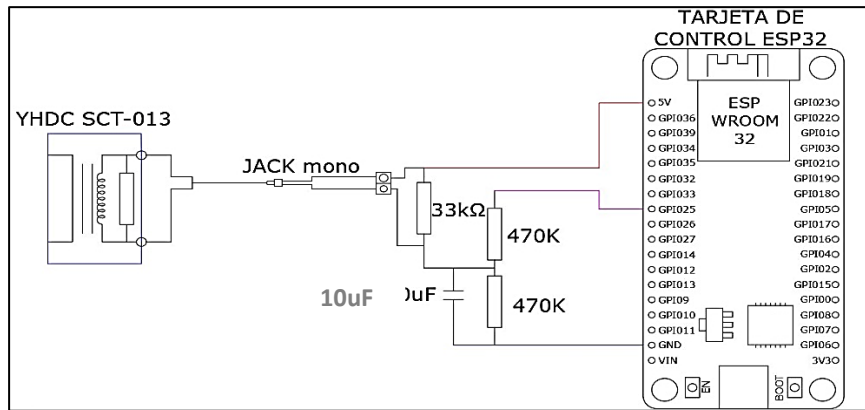 TARJETA DE
CONTROL ESP32
YHDC SCT-013
JACK mono
33kΩ
470K
470K
10uF
0uF
ESP
WROOM
32
5V
GPIO36
GPIO39
GPIO34
GPIO35
GPIO32
GPIO33
GPIO25
GPIO26
GPIO27
GPIO14
GPIO12
GPIO13
GPIO9
GPIO10
GPIO11
GND
VIN
GPIO23
GPIO22
GPIO1
GPIO3
GPIO21
GPIO19
GPIO18
GPIO5
GPIO17
GPIO16
GPIO4
GPIO2
GPIO15
GPIO0
GPIO8
GPIO7
GPIO6
3V3
EN
BOOT